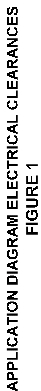 APPLICATION DIAGRAM ELECTRICAL CLEARANCES
FIGURE 1